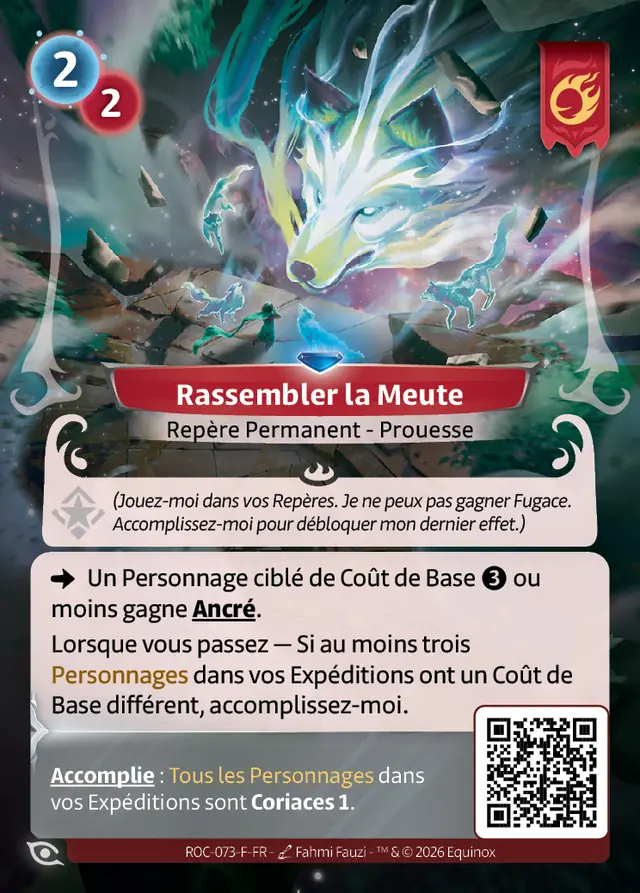 2
2
Rassembler la Meute
Repère Permanent - Prouesse
(Jouez-moi dans vos Repères. Je ne peux pas gagner Fugace.
Accomplissez-moi pour débloquer mon dernier effet.)
Un Personnage ciblé de Coût de Base 3 ou
moins gagne Ancré.
Lorsque vous passez — Si au moins trois
Personnages dans vos Expéditions ont un Coût de
Base différent, accomplissez-moi.
Accomplie : Tous les Personnages dans
vos Expéditions sont Coriaces 1.
ROC-073-F-FR - Fahmi Fauzi - ™ & © 2026 Equinox